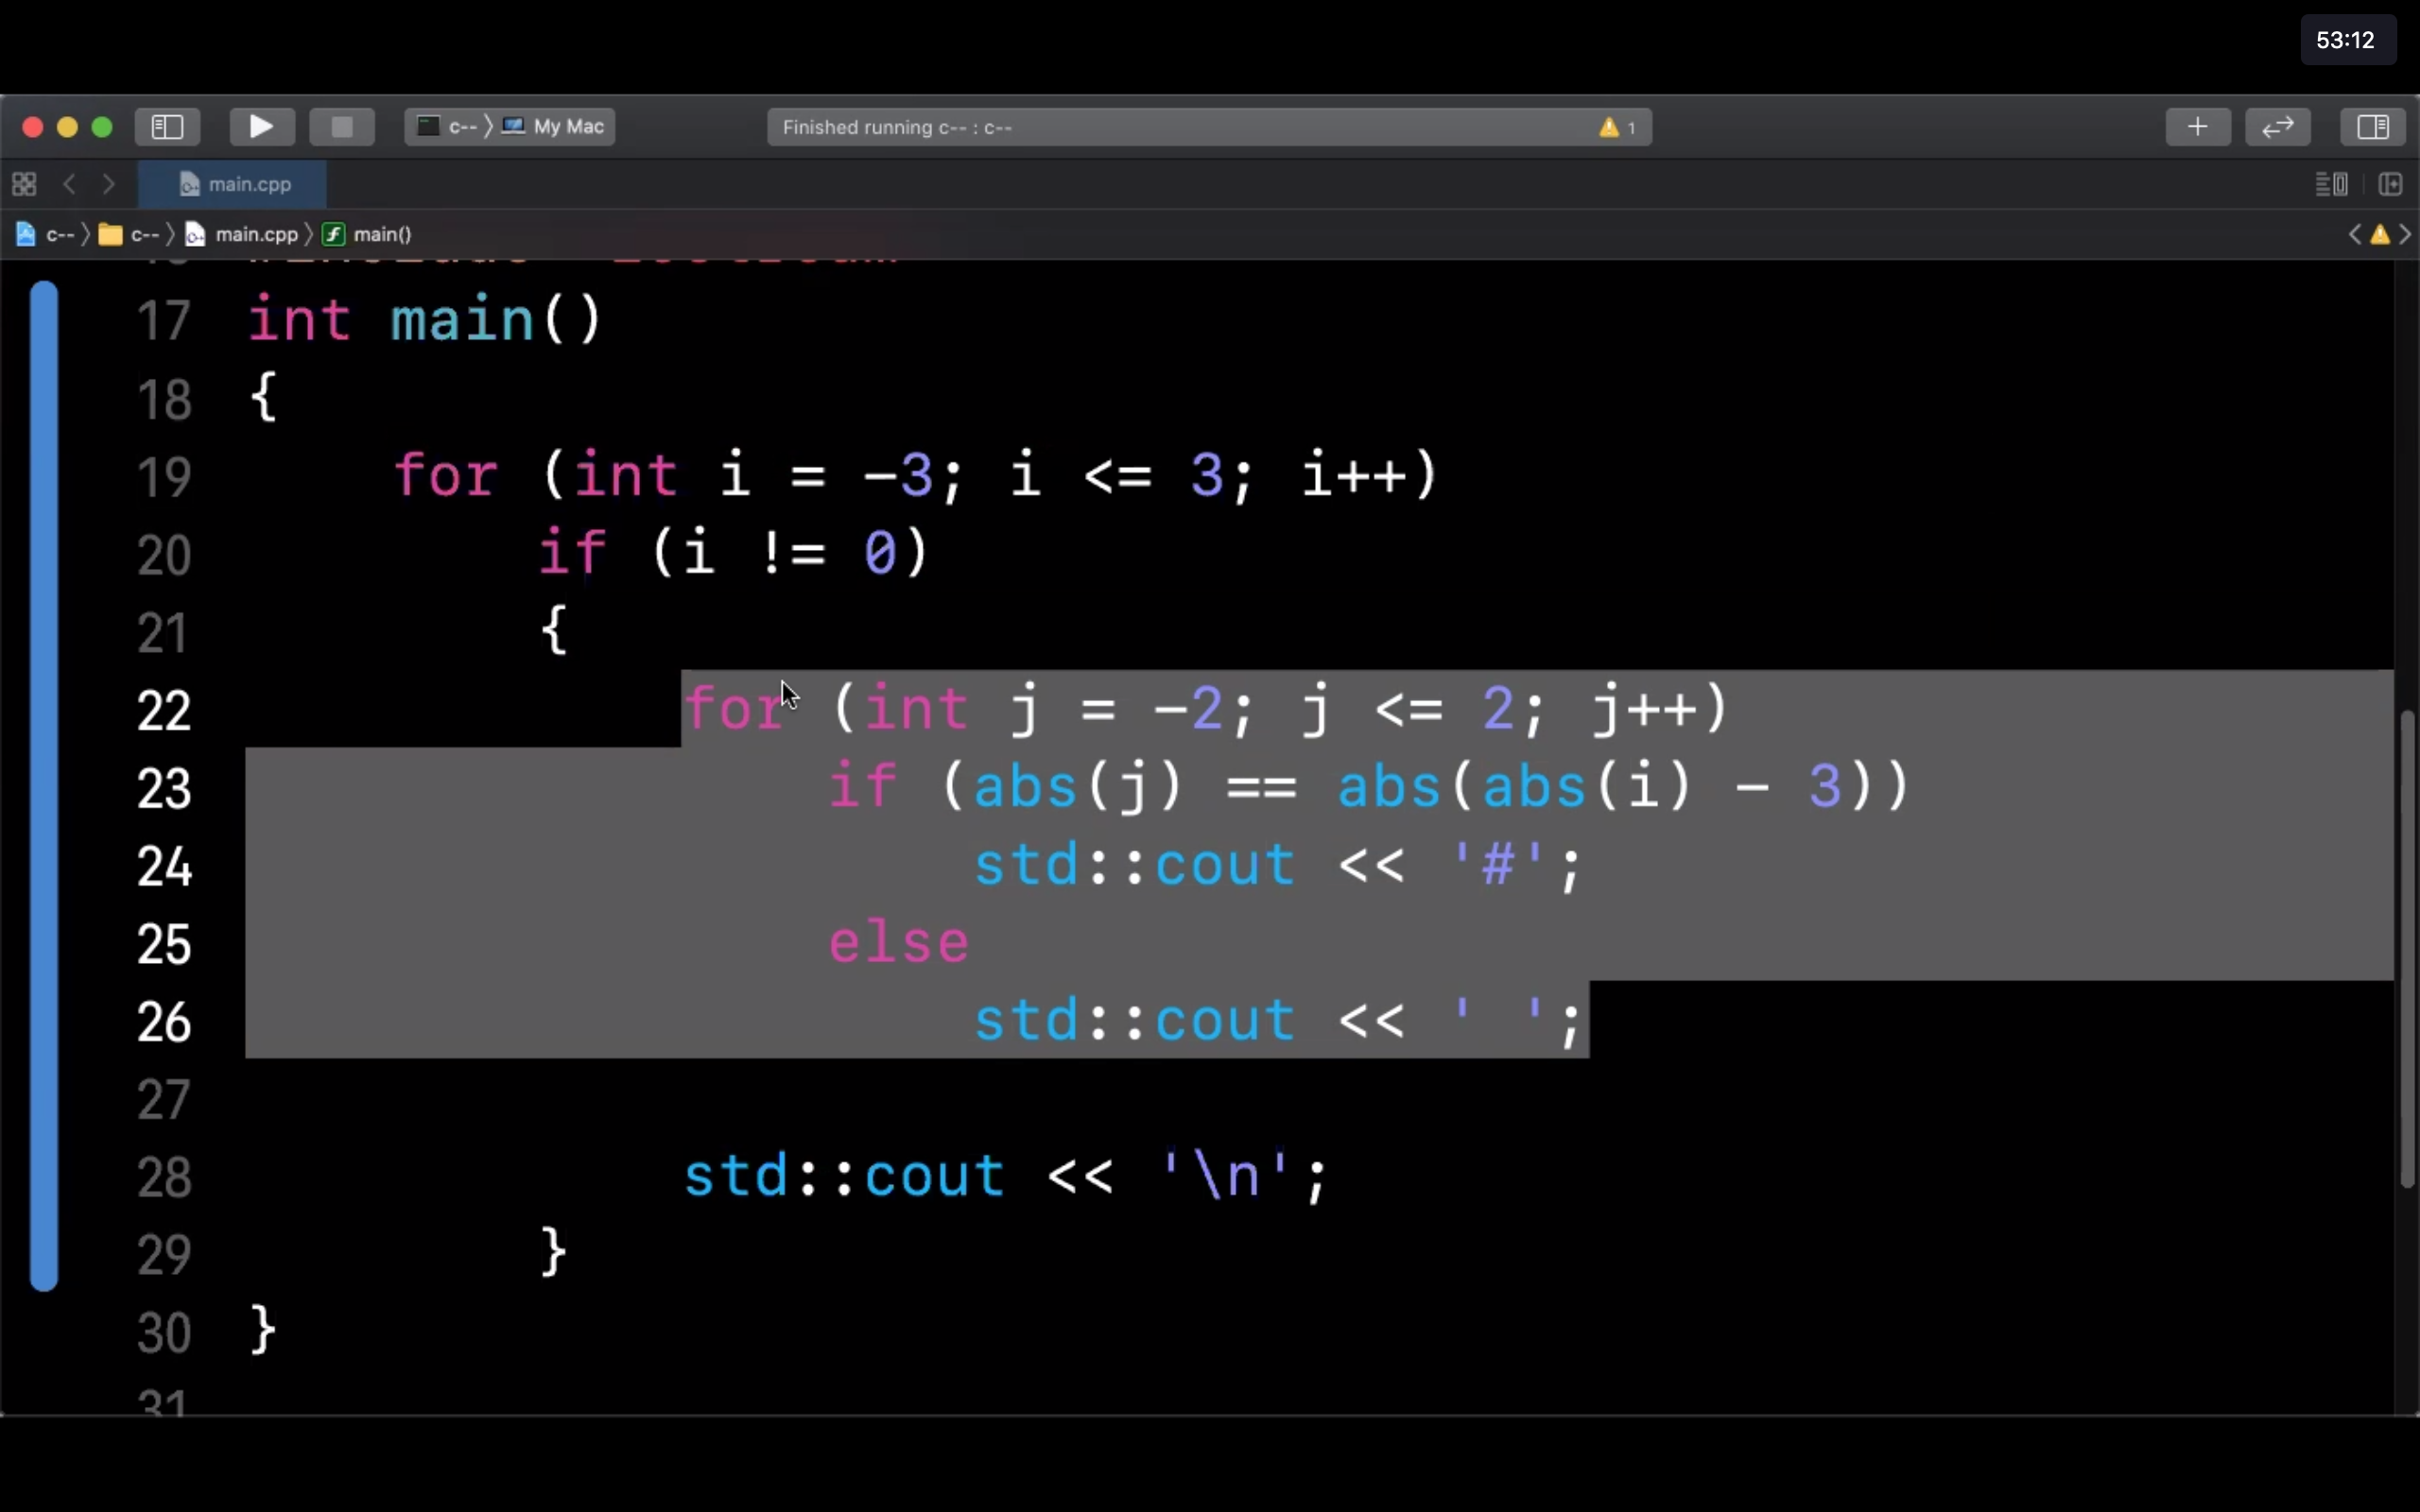 53:12
c-- 〉 My Mac
Finished running c-- : c--
1
main.cpp
c-- 〉 c-- 〉 main.cpp 〉 main()
17 int main()
18 {
19 for (int i = -3; i <= 3; i++)
20 if (i != 0)
21 {
22 for (int j = -2; j <= 2; j++)
23 if (abs(j) == abs(abs(i) - 3))
24 std::cout << '#';
25 else
26 std::cout << ' ';
27
28 std::cout << '\n';
29 }
30 }
31